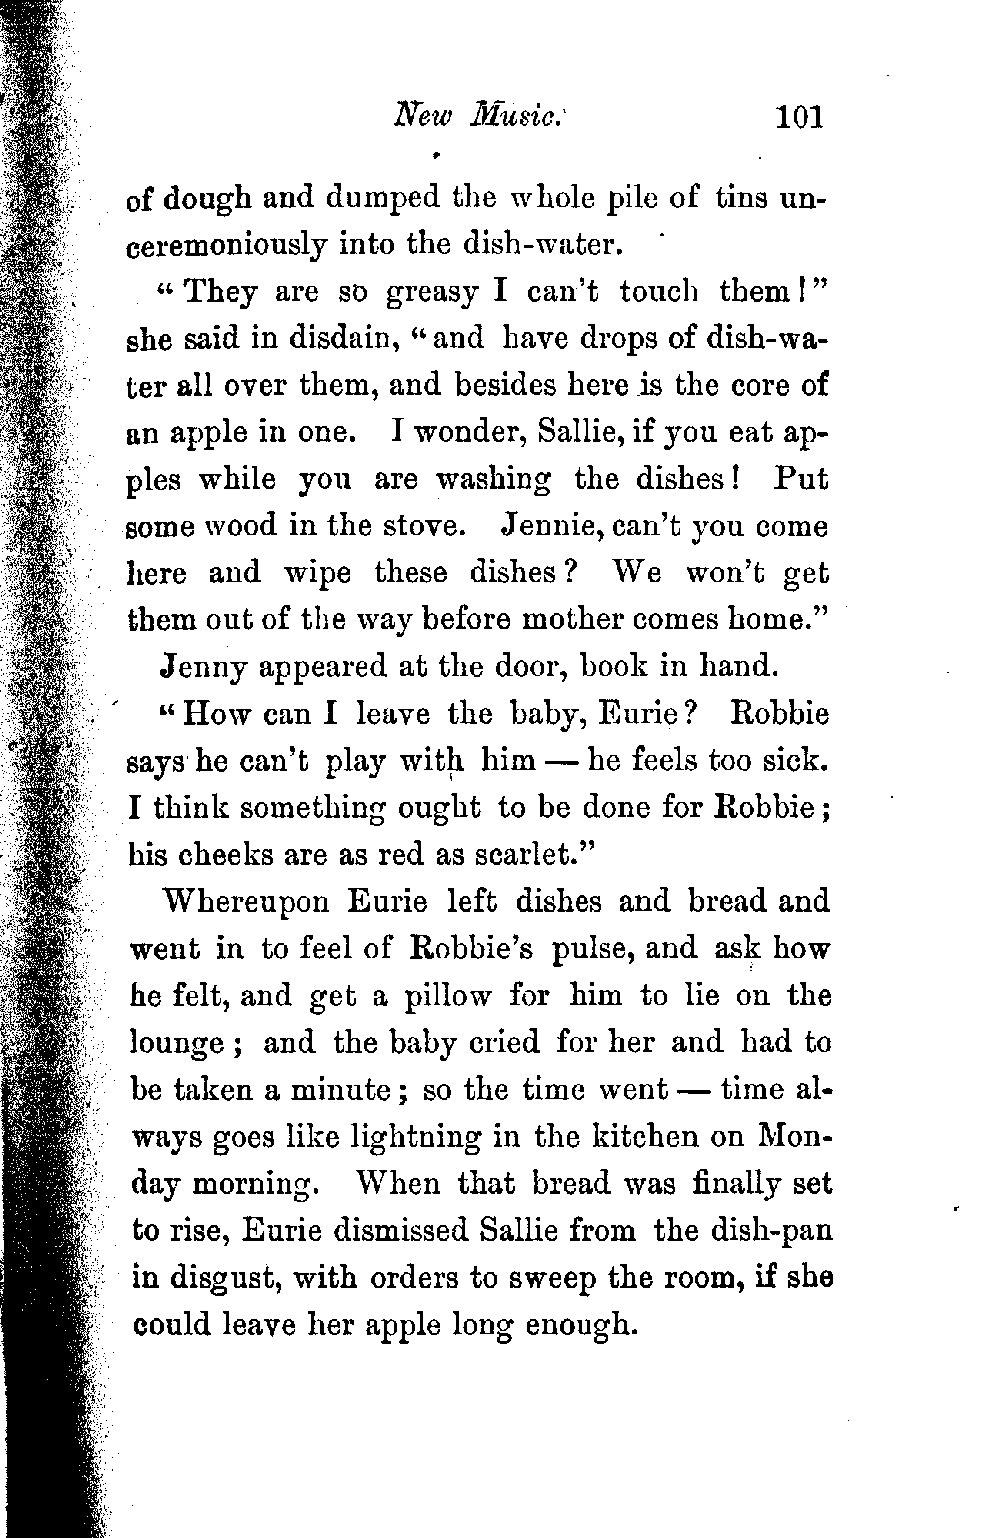 New Music. 101
of dough and dumped the whole pile of tins un-
ceremoniously into the dish-water.
"They are so greasy I can't touch them!"
she said in disdain, "and have drops of dish-wa-
ter all over them, and besides here is the core of
an apple in one. I wonder, Sallie, if you eat ap-
ples while you are washing the dishes! Put
some wood in the stove. Jennie, can't you come
here and wipe these dishes? We won't get
them out of the way before mother comes home."
Jenny appeared at the door, book in hand.
"How can I leave the baby, Eurie? Robbie
says he can't play with him — he feels too sick.
I think something ought to be done for Robbie;
his cheeks are as red as scarlet."
Whereupon Eurie left dishes and bread and
went in to feel of Robbie's pulse, and ask how
he felt, and get a pillow for him to lie on the
lounge; and the baby cried for her and had to
be taken a minute; so the time went — time al-
ways goes like lightning in the kitchen on Mon-
day morning. When that bread was finally set
to rise, Eurie dismissed Sallie from the dish-pan
in disgust, with orders to sweep the room, if she
could leave her apple long enough.